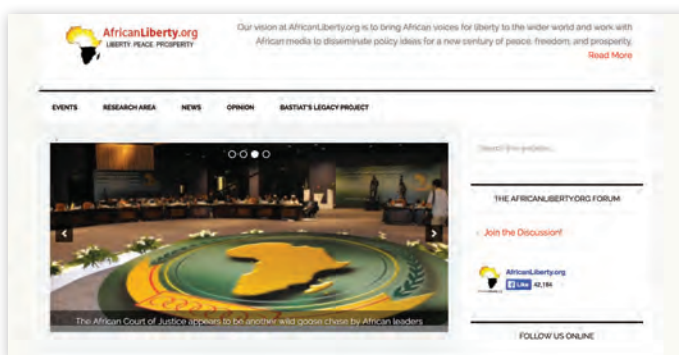 AfricanLiberty.org
LIBERTY. PEACE. PROSPERITY
Our vision at AfricanLiberty.org is to bring African voices for liberty to the wider world and work with
African media to disseminate policy ideas for a new century of peace, freedom, and prosperity.
Read More
EVENTS
RESEARCH AREA
NEWS
OPINION
BASTIAT'S LEGACY PROJECT
Search this website...
THE AFRICANLIBERTY.ORG FORUM
Join the Discussion!
AfricanLiberty.org
Like 42,184
The African Court of Justice appears to be another wild goose chase by African leaders
FOLLOW US ONLINE